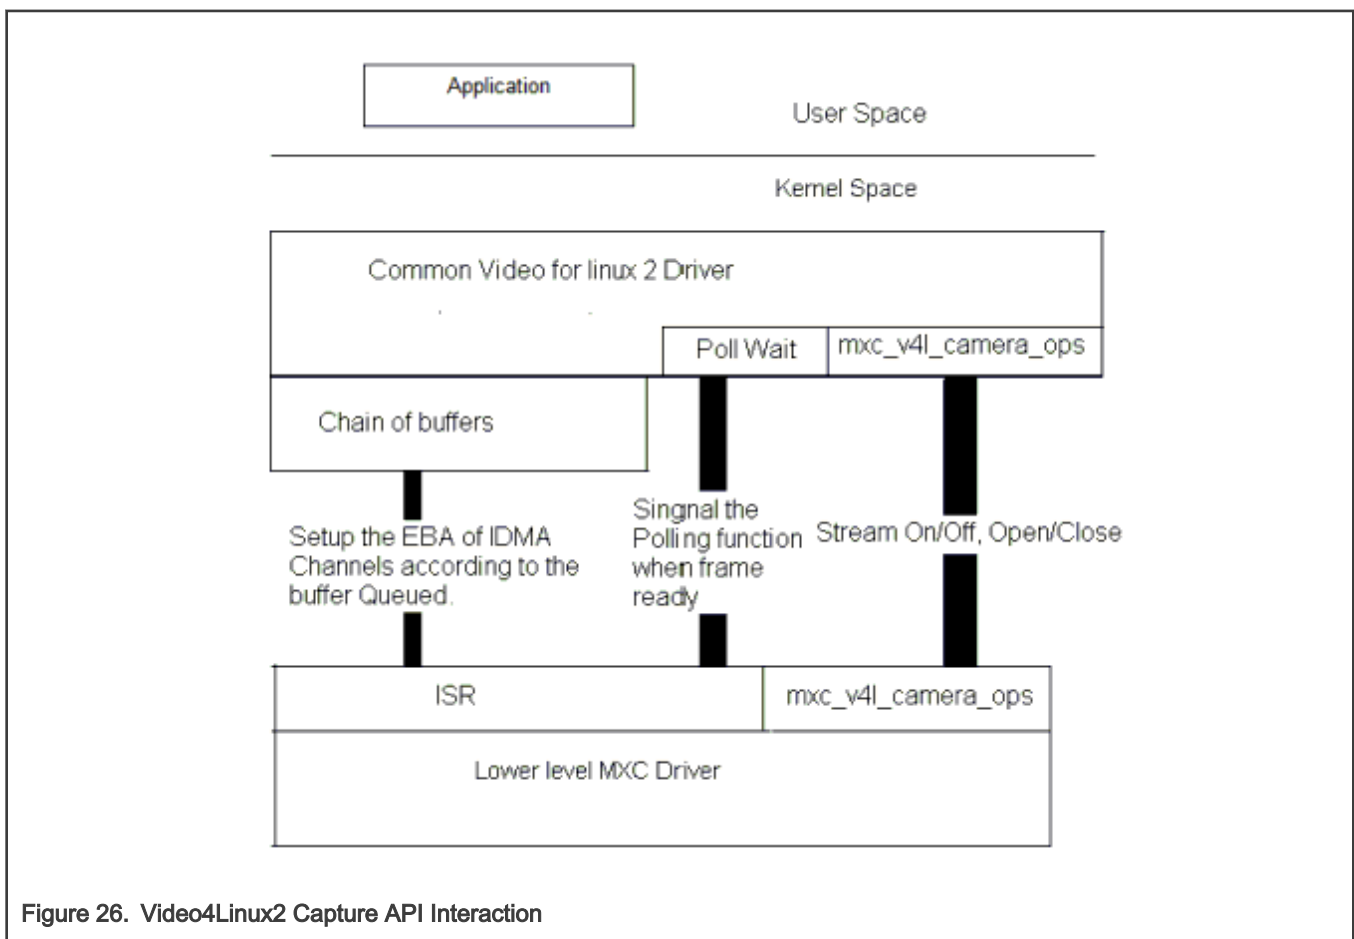 Application
User Space
Kernel Space
Common Video for linux 2 Driver
Poll Wait
mxc_v4l_camera_ops
Chain of buffers
Setup the EBA of IDMA
Channels according to the
buffer Queued.
Singnal the
Polling function
when frame
ready
Stream On/Off, Open/Close
ISR
mxc_v4l_camera_ops
Lower level MXC Driver
Figure 26. Video4Linux2 Capture API Interaction